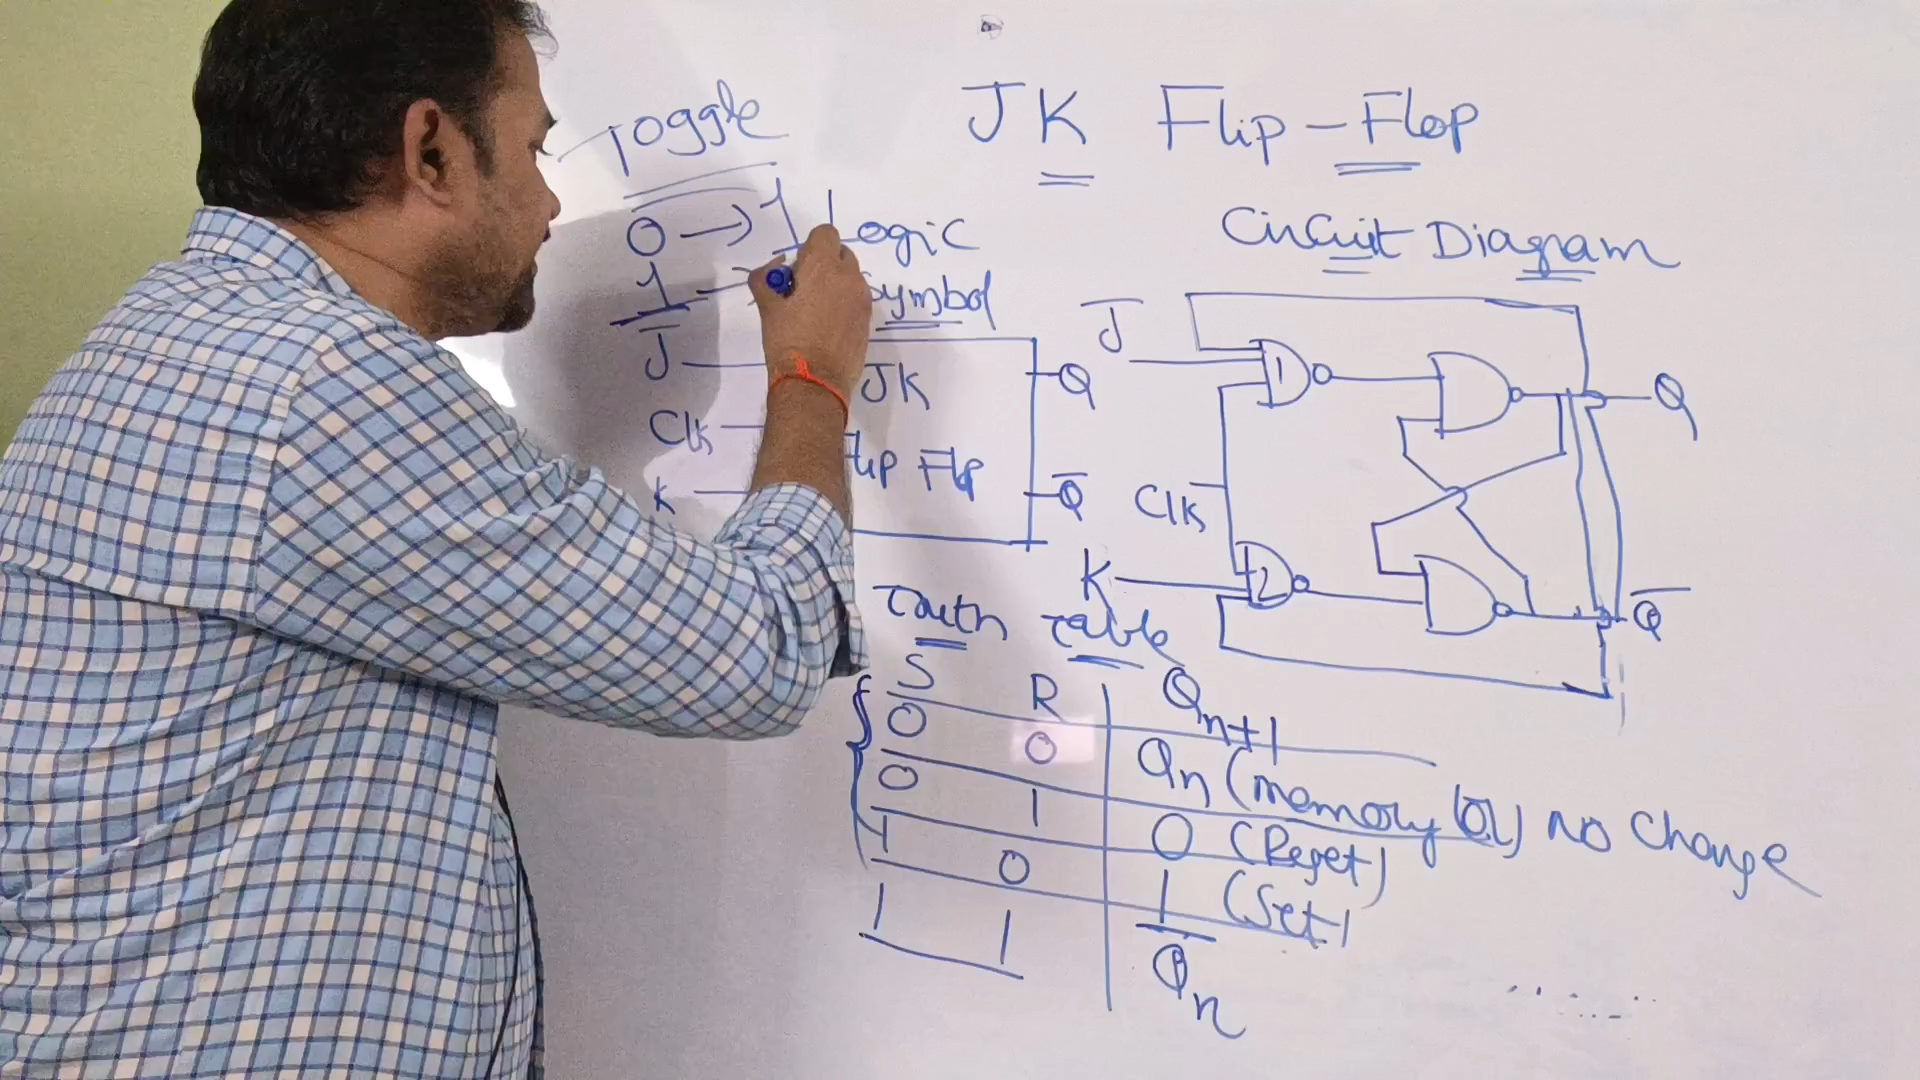 JK Flip-Flop
Toggle
0 → 1
1 →
Logic
Symbol
J
Clk
K
JK
Flip Flp
Q
Q̅
Circuit Diagram
J
1
Q
Clk
K
2
Q̅
Truth Table
S R Qn+1
0 0 Qn (memory (or) no change
0 1 0 (Reset)
1 0 1 (Set)
1 1 Q̅n